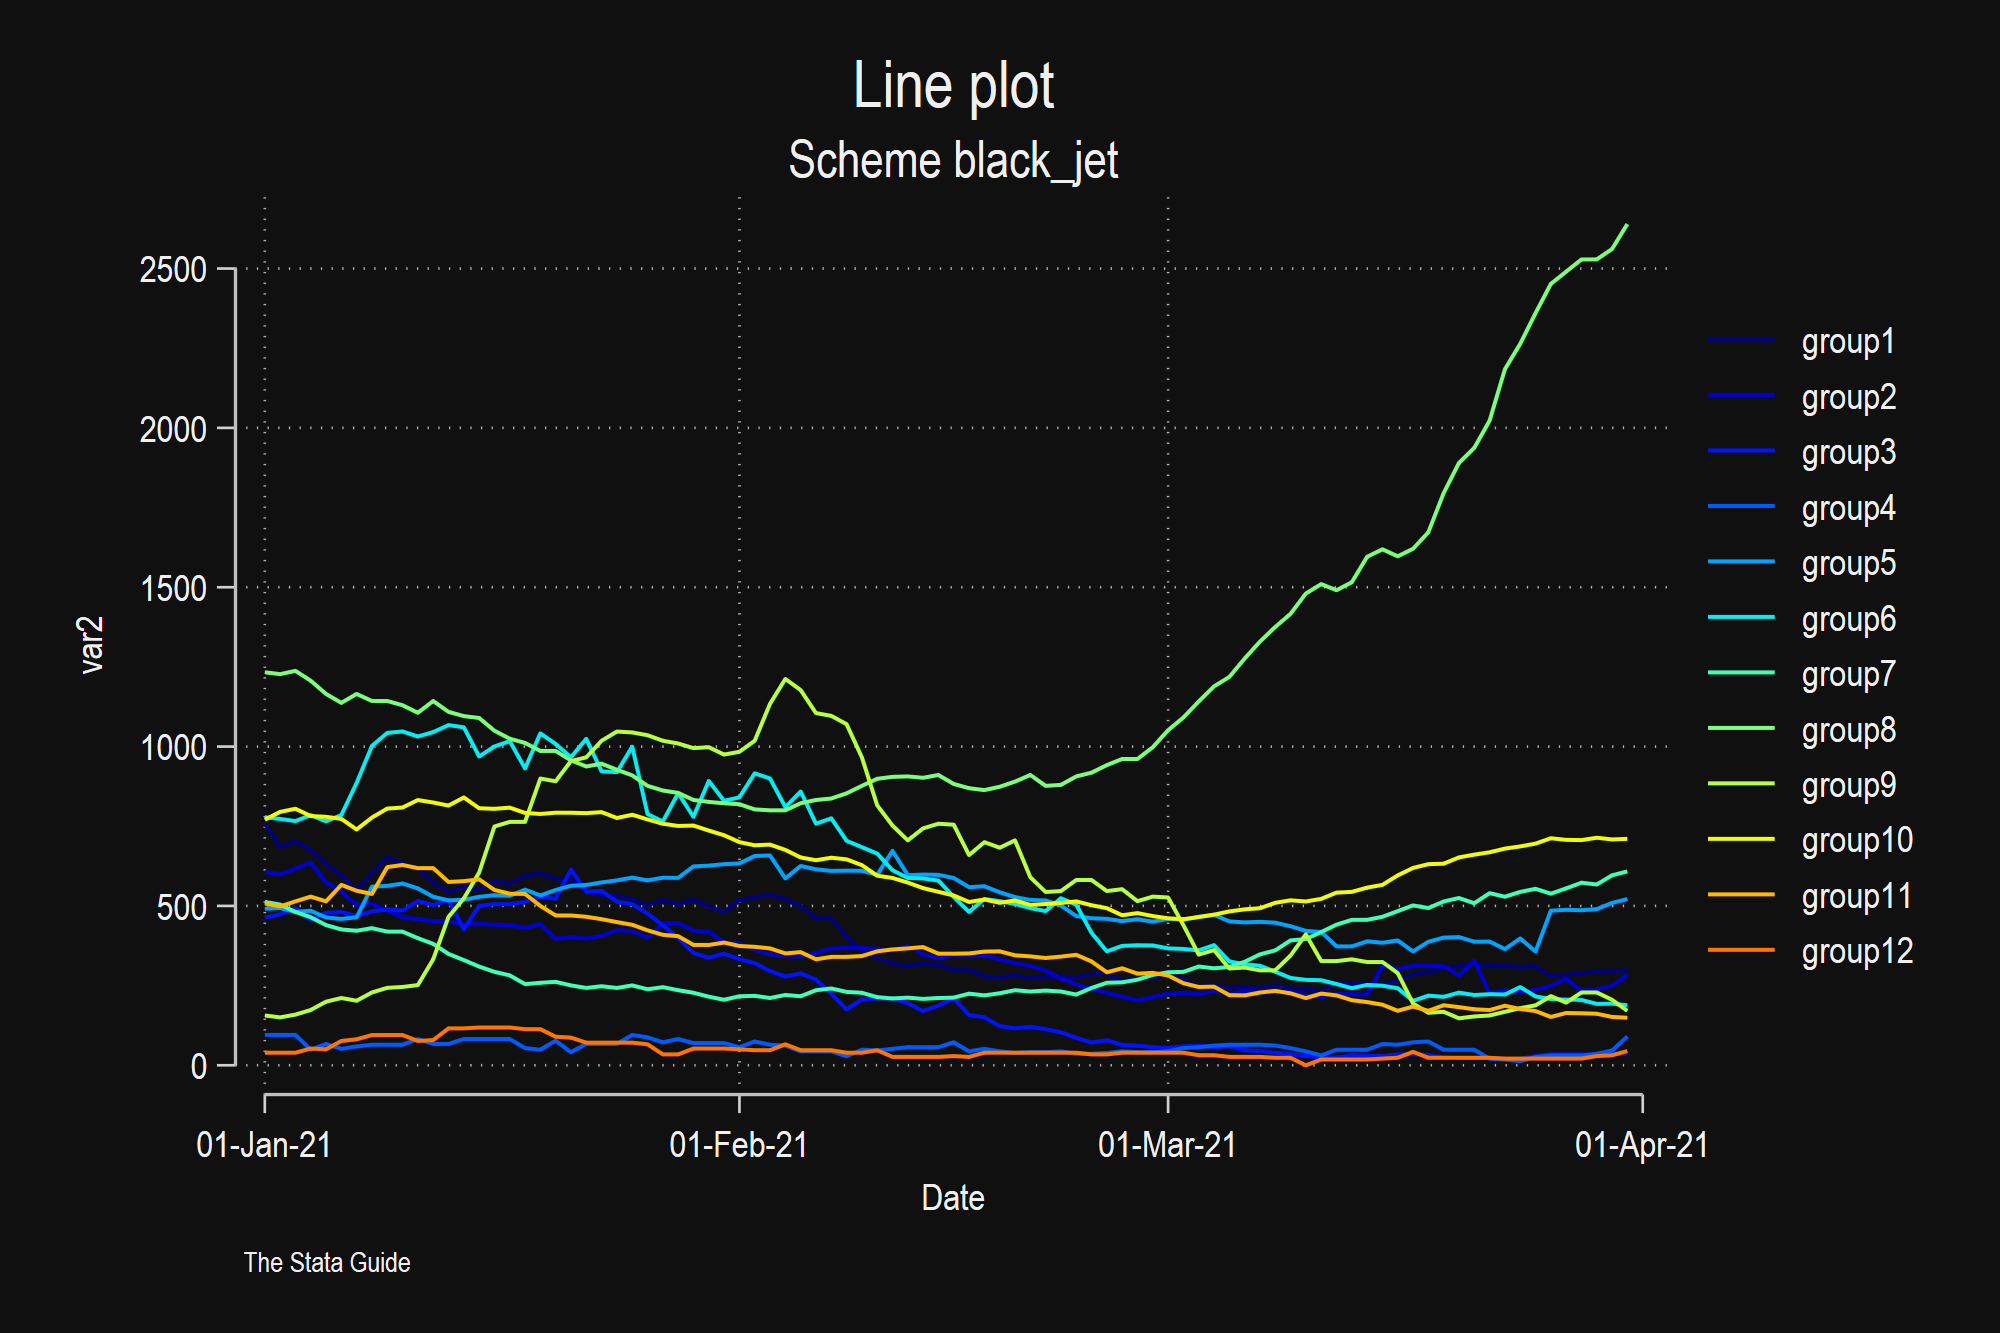 Line plot
Scheme black_jet
2500
2000
1500
1000
500
0
var2
01-Jan-21
01-Feb-21
01-Mar-21
01-Apr-21
Date
group1
group2
group3
group4
group5
group6
group7
group8
group9
group10
group11
group12
The Stata Guide